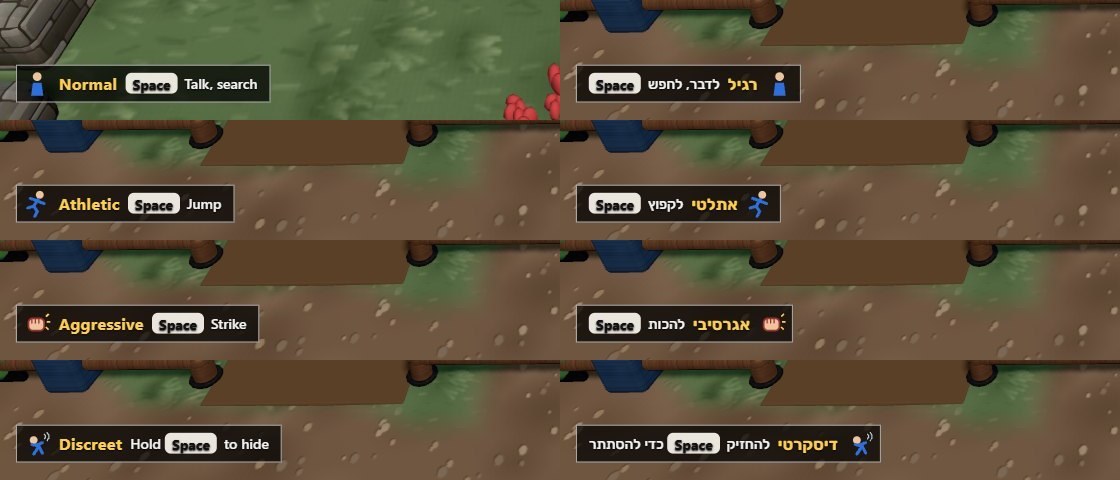 Normal Space Talk, search
רגיל לדבר, לחפש Space
Athletic Space Jump
אתלטי לקפוץ Space
Aggressive Space Strike
אגרסיבי להכות Space
Discreet Hold Space to hide
דיסקרטי להחזיק Space כדי להסתתר